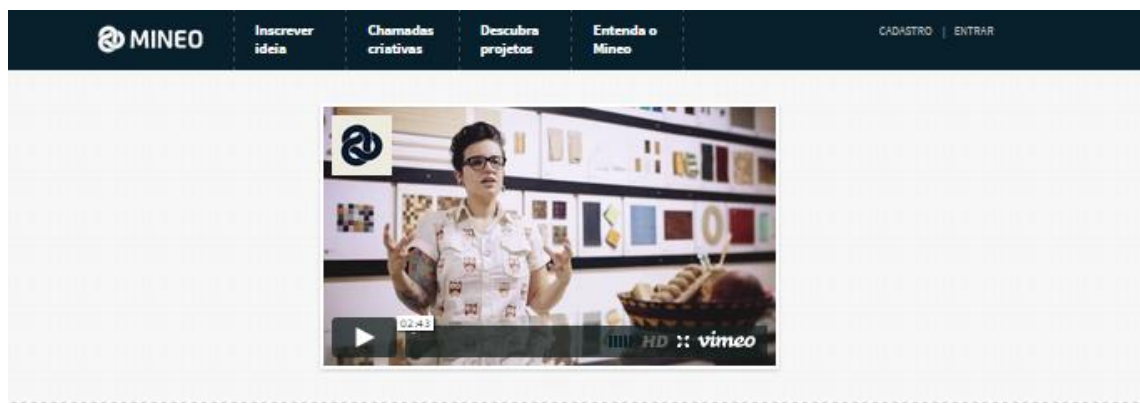 MINEO
Inscrever
ideia
Chamadas
criativas
Descubra
projetos
Entenda o
Mineo
CADASTRO | ENTRAR
02:43
HD vimeo